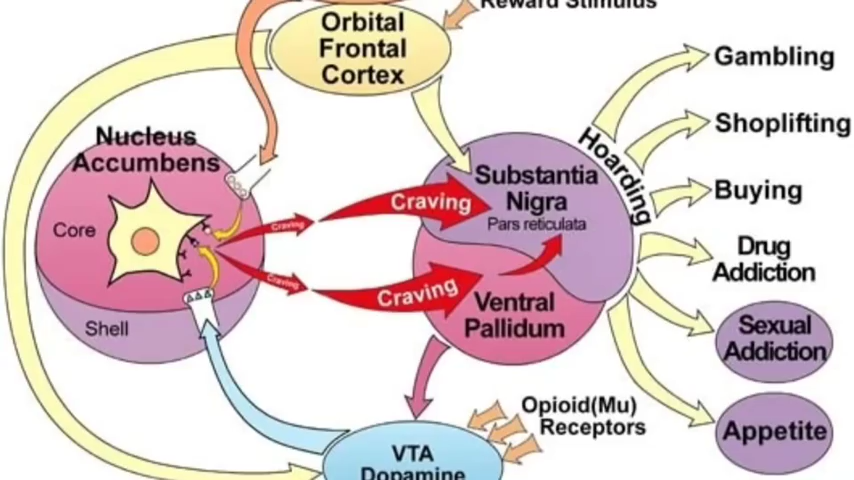 Reward Stimulus
Orbital
Frontal
Cortex
Nucleus
Accumbens
Core
Shell
Craving
Craving
Craving
Craving
Substantia
Nigra
Pars reticulata
Ventral
Pallidum
Hoarding
Gambling
Shoplifting
Buying
Drug
Addiction
Sexual
Addiction
Appetite
Opioid(Mu)
Receptors
VTA
Dopamine